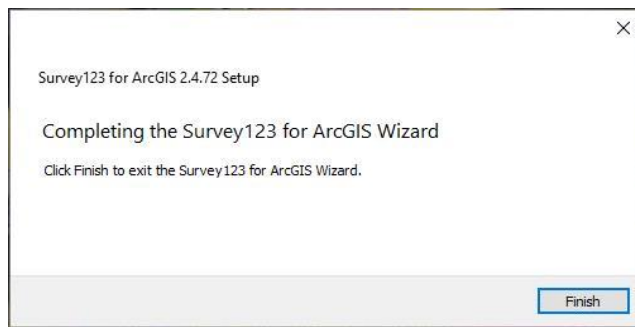 Survey123 for ArcGIS 2.4.72 Setup
Completing the Survey123 for ArcGIS Wizard
Click Finish to exit the Survey123 for ArcGIS Wizard.
Finish